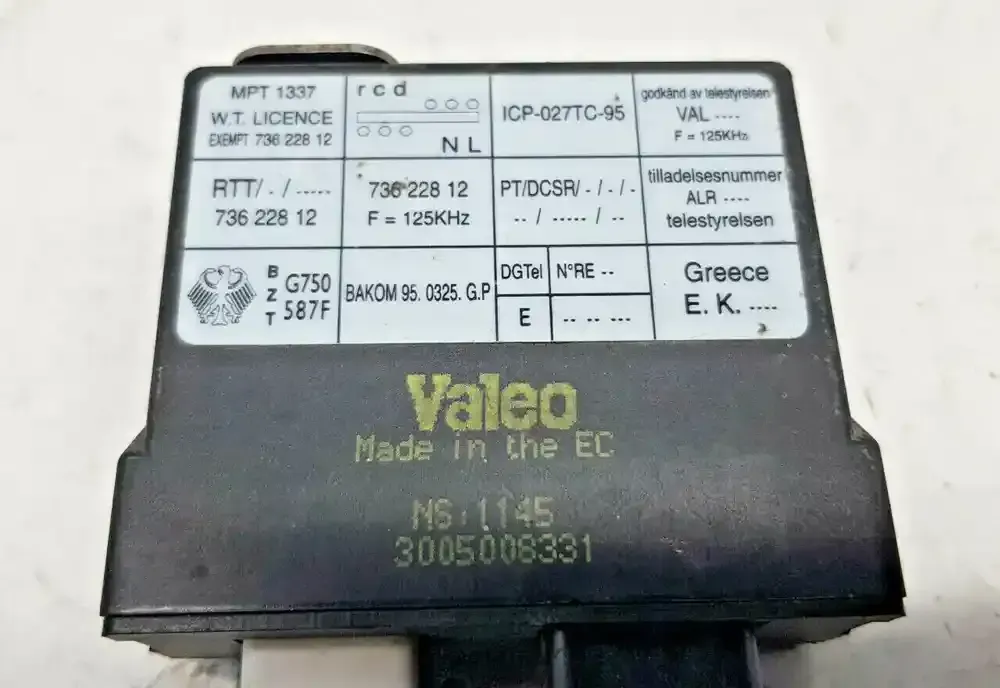 MPT 1337
W.T. LICENCE
EXEMPT 736 228 12
r c d
N L
ICP-027TC-95
godkänd av telestyrelsen
VAL ----
F = 125KHz
RTT/ - / -----
736 228 12
736 228 12
F = 125KHz
PT/DCSR/ - / - / -
-- / ----- / --
tilladelsesnummer
ALR ----
telestyrelsen
B
Z
T
G750
587F
BAKOM 95. 0325. G.P
DGTel
N°RE --
E
-- -- ---
Greece
E. K. ----
Valeo
Made in the EC
MS:1145
3005006331